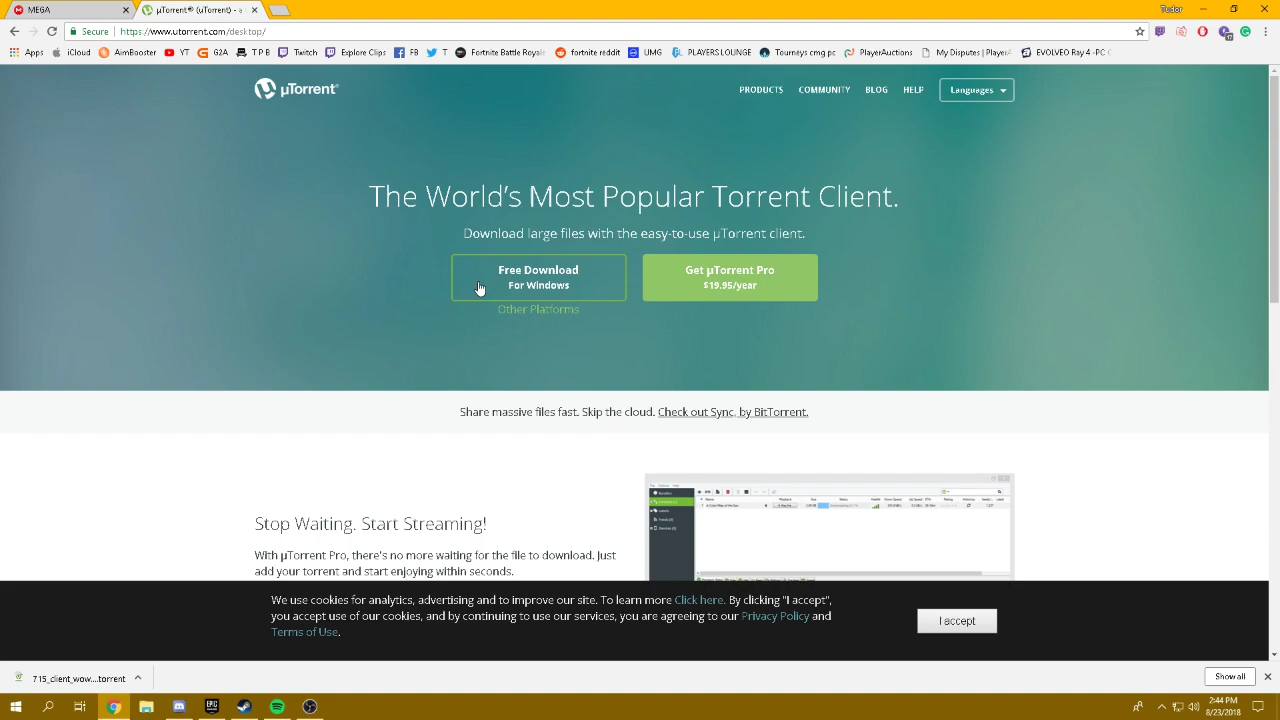 MEGA
µTorrent® (uTorrent) - a
Tudor
Secure
https://www.utorrent.com/desktop/
Apps
iCloud
AimBooster
YT
G2A
T P B
Twitch
Explore Clips
FB
T
Fortnite Battle Royal
fortnite reddit
UMG
PLAYERS LOUNGE
Tourneys cmg pc
PlayerAuctions
My Disputes | Player
EVOLVEO Ray 4 -PC C
µTorrent®
PRODUCTS
COMMUNITY
BLOG
HELP
Languages
The World's Most Popular Torrent Client.
Download large files with the easy-to-use µTorrent client.
Free Download
For Windows
Get µTorrent Pro
$19.95/year
Other Platforms
Share massive files fast. Skip the cloud. Check out Sync, by BitTorrent.
Stop Waiting. Start Streaming!
With µTorrent Pro, there's no more waiting for the file to download. Just
add your torrent and start enjoying within seconds.
We use cookies for analytics, advertising and to improve our site. To learn more Click here. By clicking "I accept",
you accept use of our cookies, and by continuing to use our services, you are agreeing to our Privacy Policy and
Terms of Use.
I accept
715_client_wow....torrent
Show all
EPIC
2:44 PM
8/23/2018